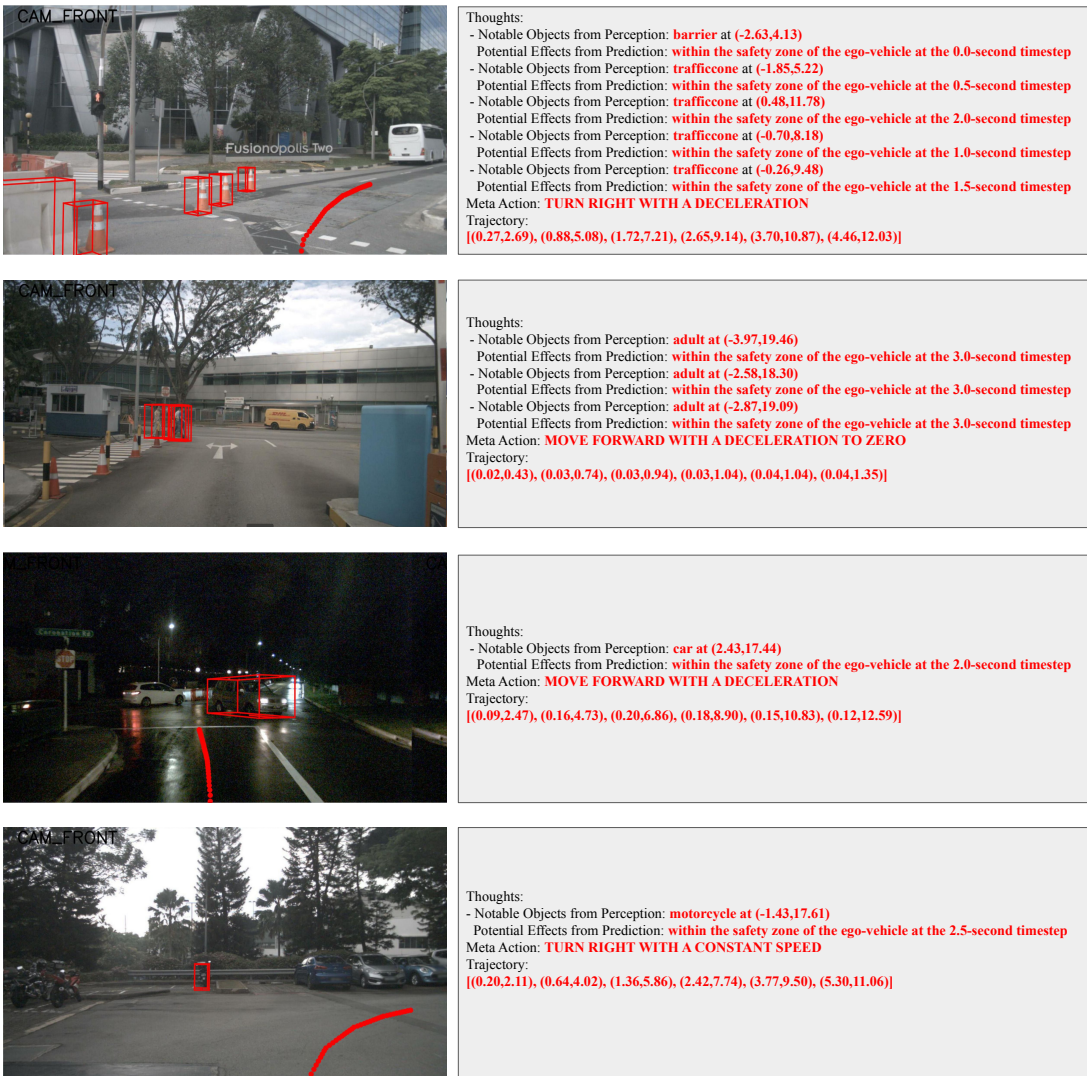 CAM_FRONT
Fusionopolis Two
Thoughts:
- Notable Objects from Perception: barrier at (-2.63,4.13)
Potential Effects from Prediction: within the safety zone of the ego-vehicle at the 0.0-second timestep
- Notable Objects from Perception: trafficcone at (-1.85,5.22)
Potential Effects from Prediction: within the safety zone of the ego-vehicle at the 0.5-second timestep
- Notable Objects from Perception: trafficcone at (0.48,11.78)
Potential Effects from Prediction: within the safety zone of the ego-vehicle at the 2.0-second timestep
- Notable Objects from Perception: trafficcone at (-0.70,8.18)
Potential Effects from Prediction: within the safety zone of the ego-vehicle at the 1.0-second timestep
- Notable Objects from Perception: trafficcone at (-0.26,9.48)
Potential Effects from Prediction: within the safety zone of the ego-vehicle at the 1.5-second timestep
Meta Action: TURN RIGHT WITH A DECELERATION
Trajectory:
[(0.27,2.69), (0.88,5.08), (1.72,7.21), (2.65,9.14), (3.70,10.87), (4.46,12.03)]
CAM_FRONT
Thoughts:
- Notable Objects from Perception: adult at (-3.97,19.46)
Potential Effects from Prediction: within the safety zone of the ego-vehicle at the 3.0-second timestep
- Notable Objects from Perception: adult at (-2.58,18.30)
Potential Effects from Prediction: within the safety zone of the ego-vehicle at the 3.0-second timestep
- Notable Objects from Perception: adult at (-2.87,19.09)
Potential Effects from Prediction: within the safety zone of the ego-vehicle at the 3.0-second timestep
Meta Action: MOVE FORWARD WITH A DECELERATION TO ZERO
Trajectory:
[(0.02,0.43), (0.03,0.74), (0.03,0.94), (0.03,1.04), (0.04,1.04), (0.04,1.35)]
M_FRONT
CA
Coronation Rd
STOP
Thoughts:
- Notable Objects from Perception: car at (2.43,17.44)
Potential Effects from Prediction: within the safety zone of the ego-vehicle at the 2.0-second timestep
Meta Action: MOVE FORWARD WITH A DECELERATION
Trajectory:
[(0.09,2.47), (0.16,4.73), (0.20,6.86), (0.18,8.90), (0.15,10.83), (0.12,12.59)]
CAM_FRONT
Thoughts:
- Notable Objects from Perception: motorcycle at (-1.43,17.61)
Potential Effects from Prediction: within the safety zone of the ego-vehicle at the 2.5-second timestep
Meta Action: TURN RIGHT WITH A CONSTANT SPEED
Trajectory:
[(0.20,2.11), (0.64,4.02), (1.36,5.86), (2.42,7.74), (3.77,9.50), (5.30,11.06)]